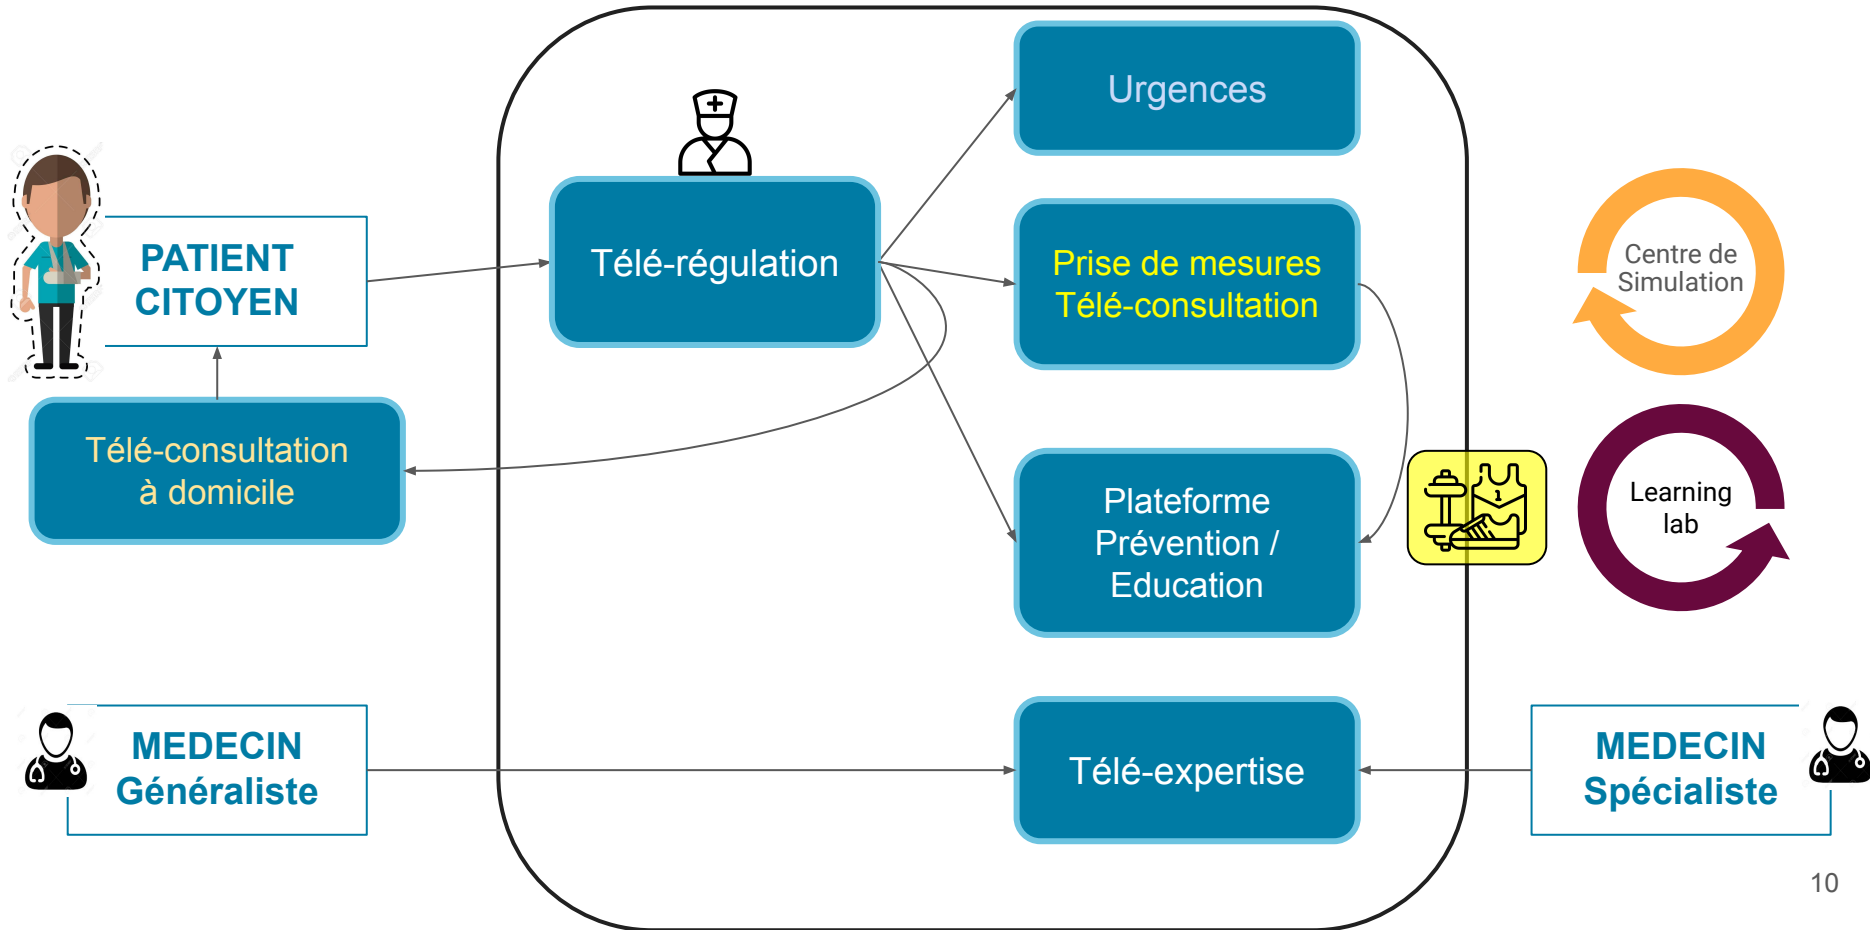 Urgences
PATIENT
CITOYEN
Télé-régulation
Prise de mesures
Télé-consultation
Centre de
Simulation
Télé-consultation
à domicile
Plateforme
Prévention /
Education
1
Learning
lab
MEDECIN
Généraliste
Télé-expertise
MEDECIN
Spécialiste
10